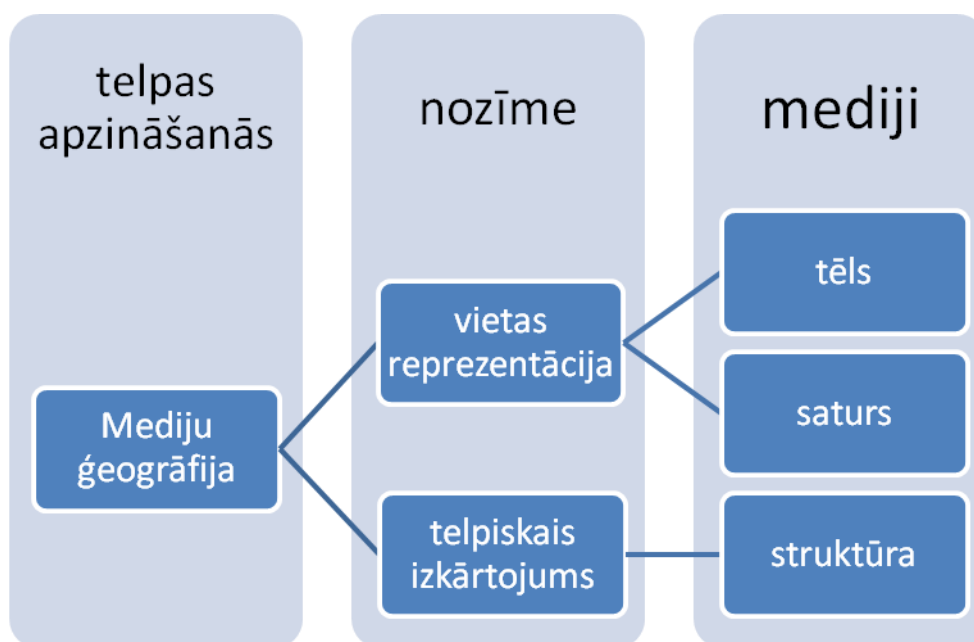 telpas
apzināšanās
nozīme
mediji
Mediju
ģeogrāfija
vietas
reprezentācija
telpiskais
izkārtojums
tēls
saturs
struktūra